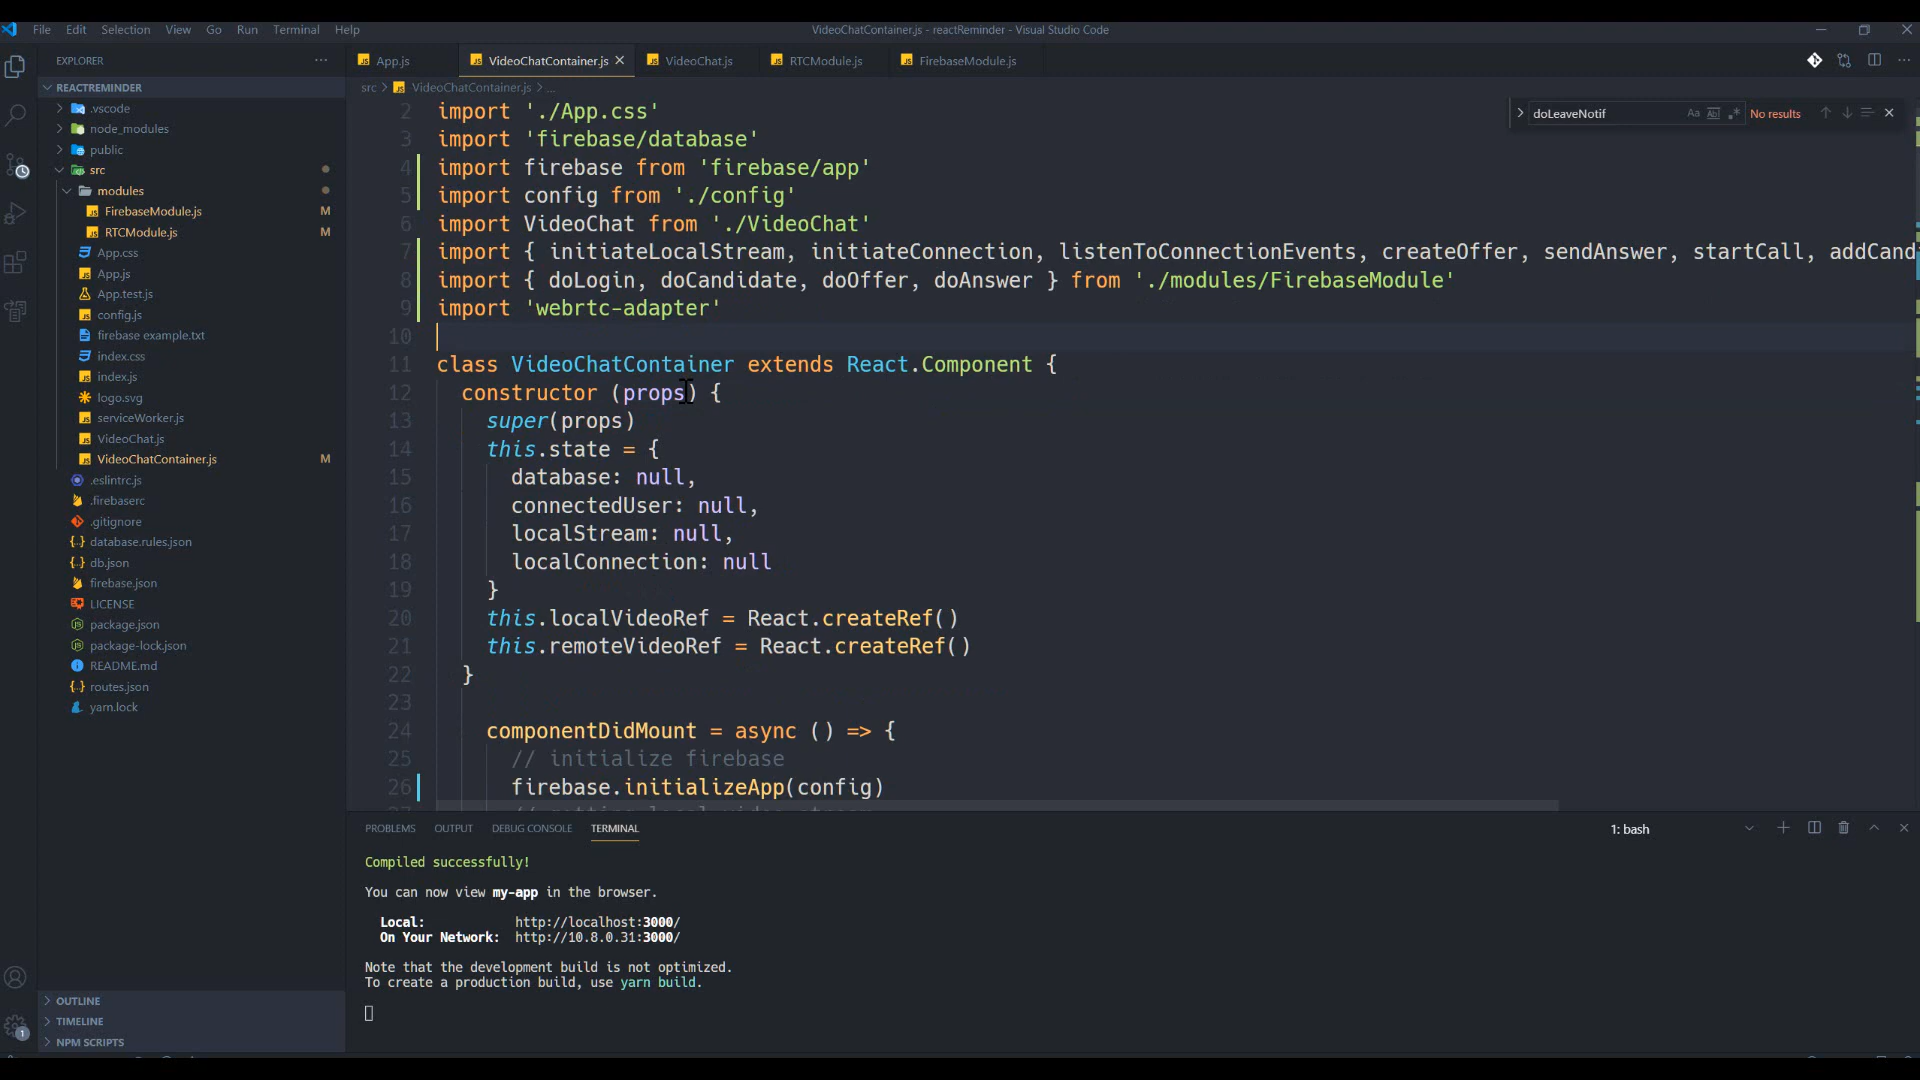 File Edit Selection View Go Run Terminal Help
VideoChatContainer.js - reactReminder - Visual Studio Code
EXPLORER
REACTREMINDER
.vscode
node_modules
public
src
modules
FirebaseModule.js M
RTCModule.js M
App.css
App.js
App.test.js
config.js
firebase example.txt
index.css
index.js
logo.svg
serviceWorker.js
VideoChat.js
VideoChatContainer.js M
.eslintrc.js
.firebaserc
.gitignore
database.rules.json
db.json
firebase.json
LICENSE
package.json
package-lock.json
README.md
routes.json
yarn.lock
OUTLINE
TIMELINE
NPM SCRIPTS
1
App.js VideoChatContainer.js VideoChat.js RTCModule.js FirebaseModule.js
src > VideoChatContainer.js > ...
doLeaveNotif Aa Abl No results
2 import './App.css'
3 import 'firebase/database'
4 import firebase from 'firebase/app'
5 import config from './config'
6 import VideoChat from './VideoChat'
7 import { initiateLocalStream, initiateConnection, listenToConnectionEvents, createOffer, sendAnswer, startCall, addCand
8 import { doLogin, doCandidate, doOffer, doAnswer } from './modules/FirebaseModule'
9 import 'webrtc-adapter'
10
11 class VideoChatContainer extends React.Component {
12 constructor (props) {
13 super(props)
14 this.state = {
15 database: null,
16 connectedUser: null,
17 localStream: null,
18 localConnection: null
19 }
20 this.localVideoRef = React.createRef()
21 this.remoteVideoRef = React.createRef()
22 }
23
24 componentDidMount = async () => {
25 // initialize firebase
26 firebase.initializeApp(config)
PROBLEMS OUTPUT DEBUG CONSOLE TERMINAL
1: bash
Compiled successfully!
You can now view my-app in the browser.
Local: http://localhost:3000/
On Your Network: http://10.8.0.31:3000/
Note that the development build is not optimized.
To create a production build, use yarn build.